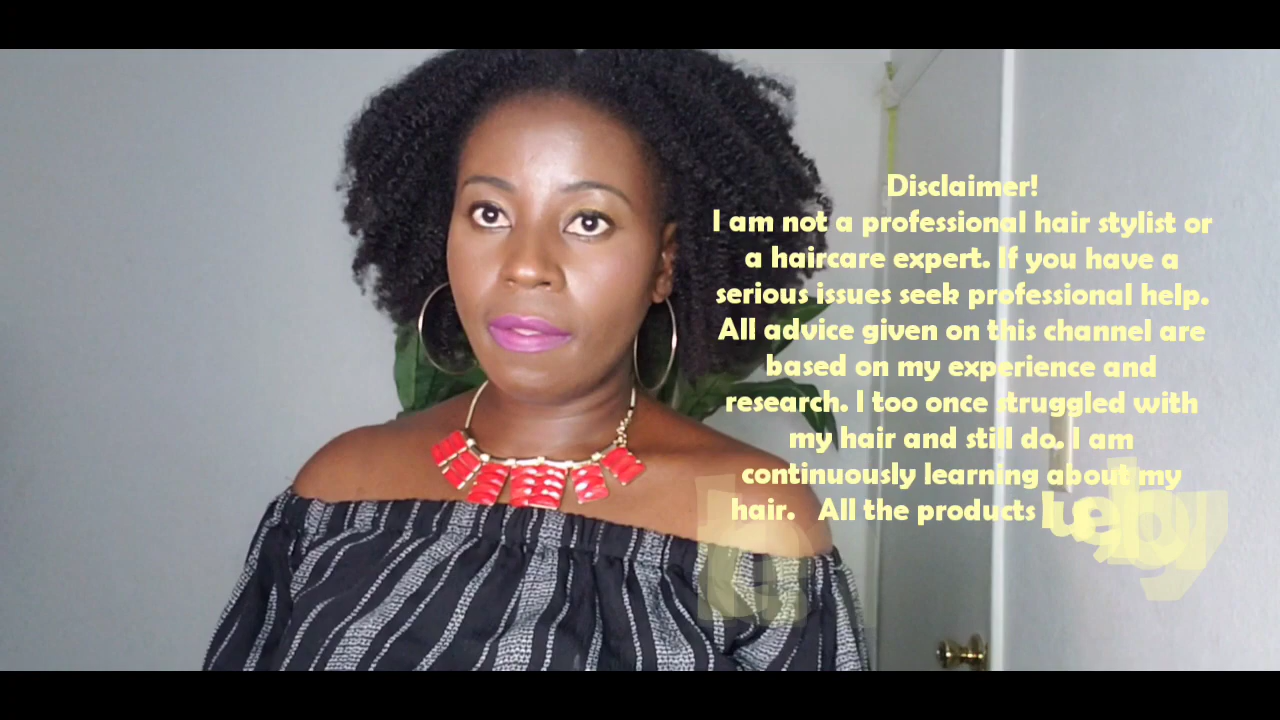 Disclaimer!
I am not a professional hair stylist or
a haircare expert. If you have a
serious issues seek professional help.
All advice given on this channel are
based on my experience and
research. I too once struggled with
my hair and still do. I am
continuously learning about my
hair. All the products I